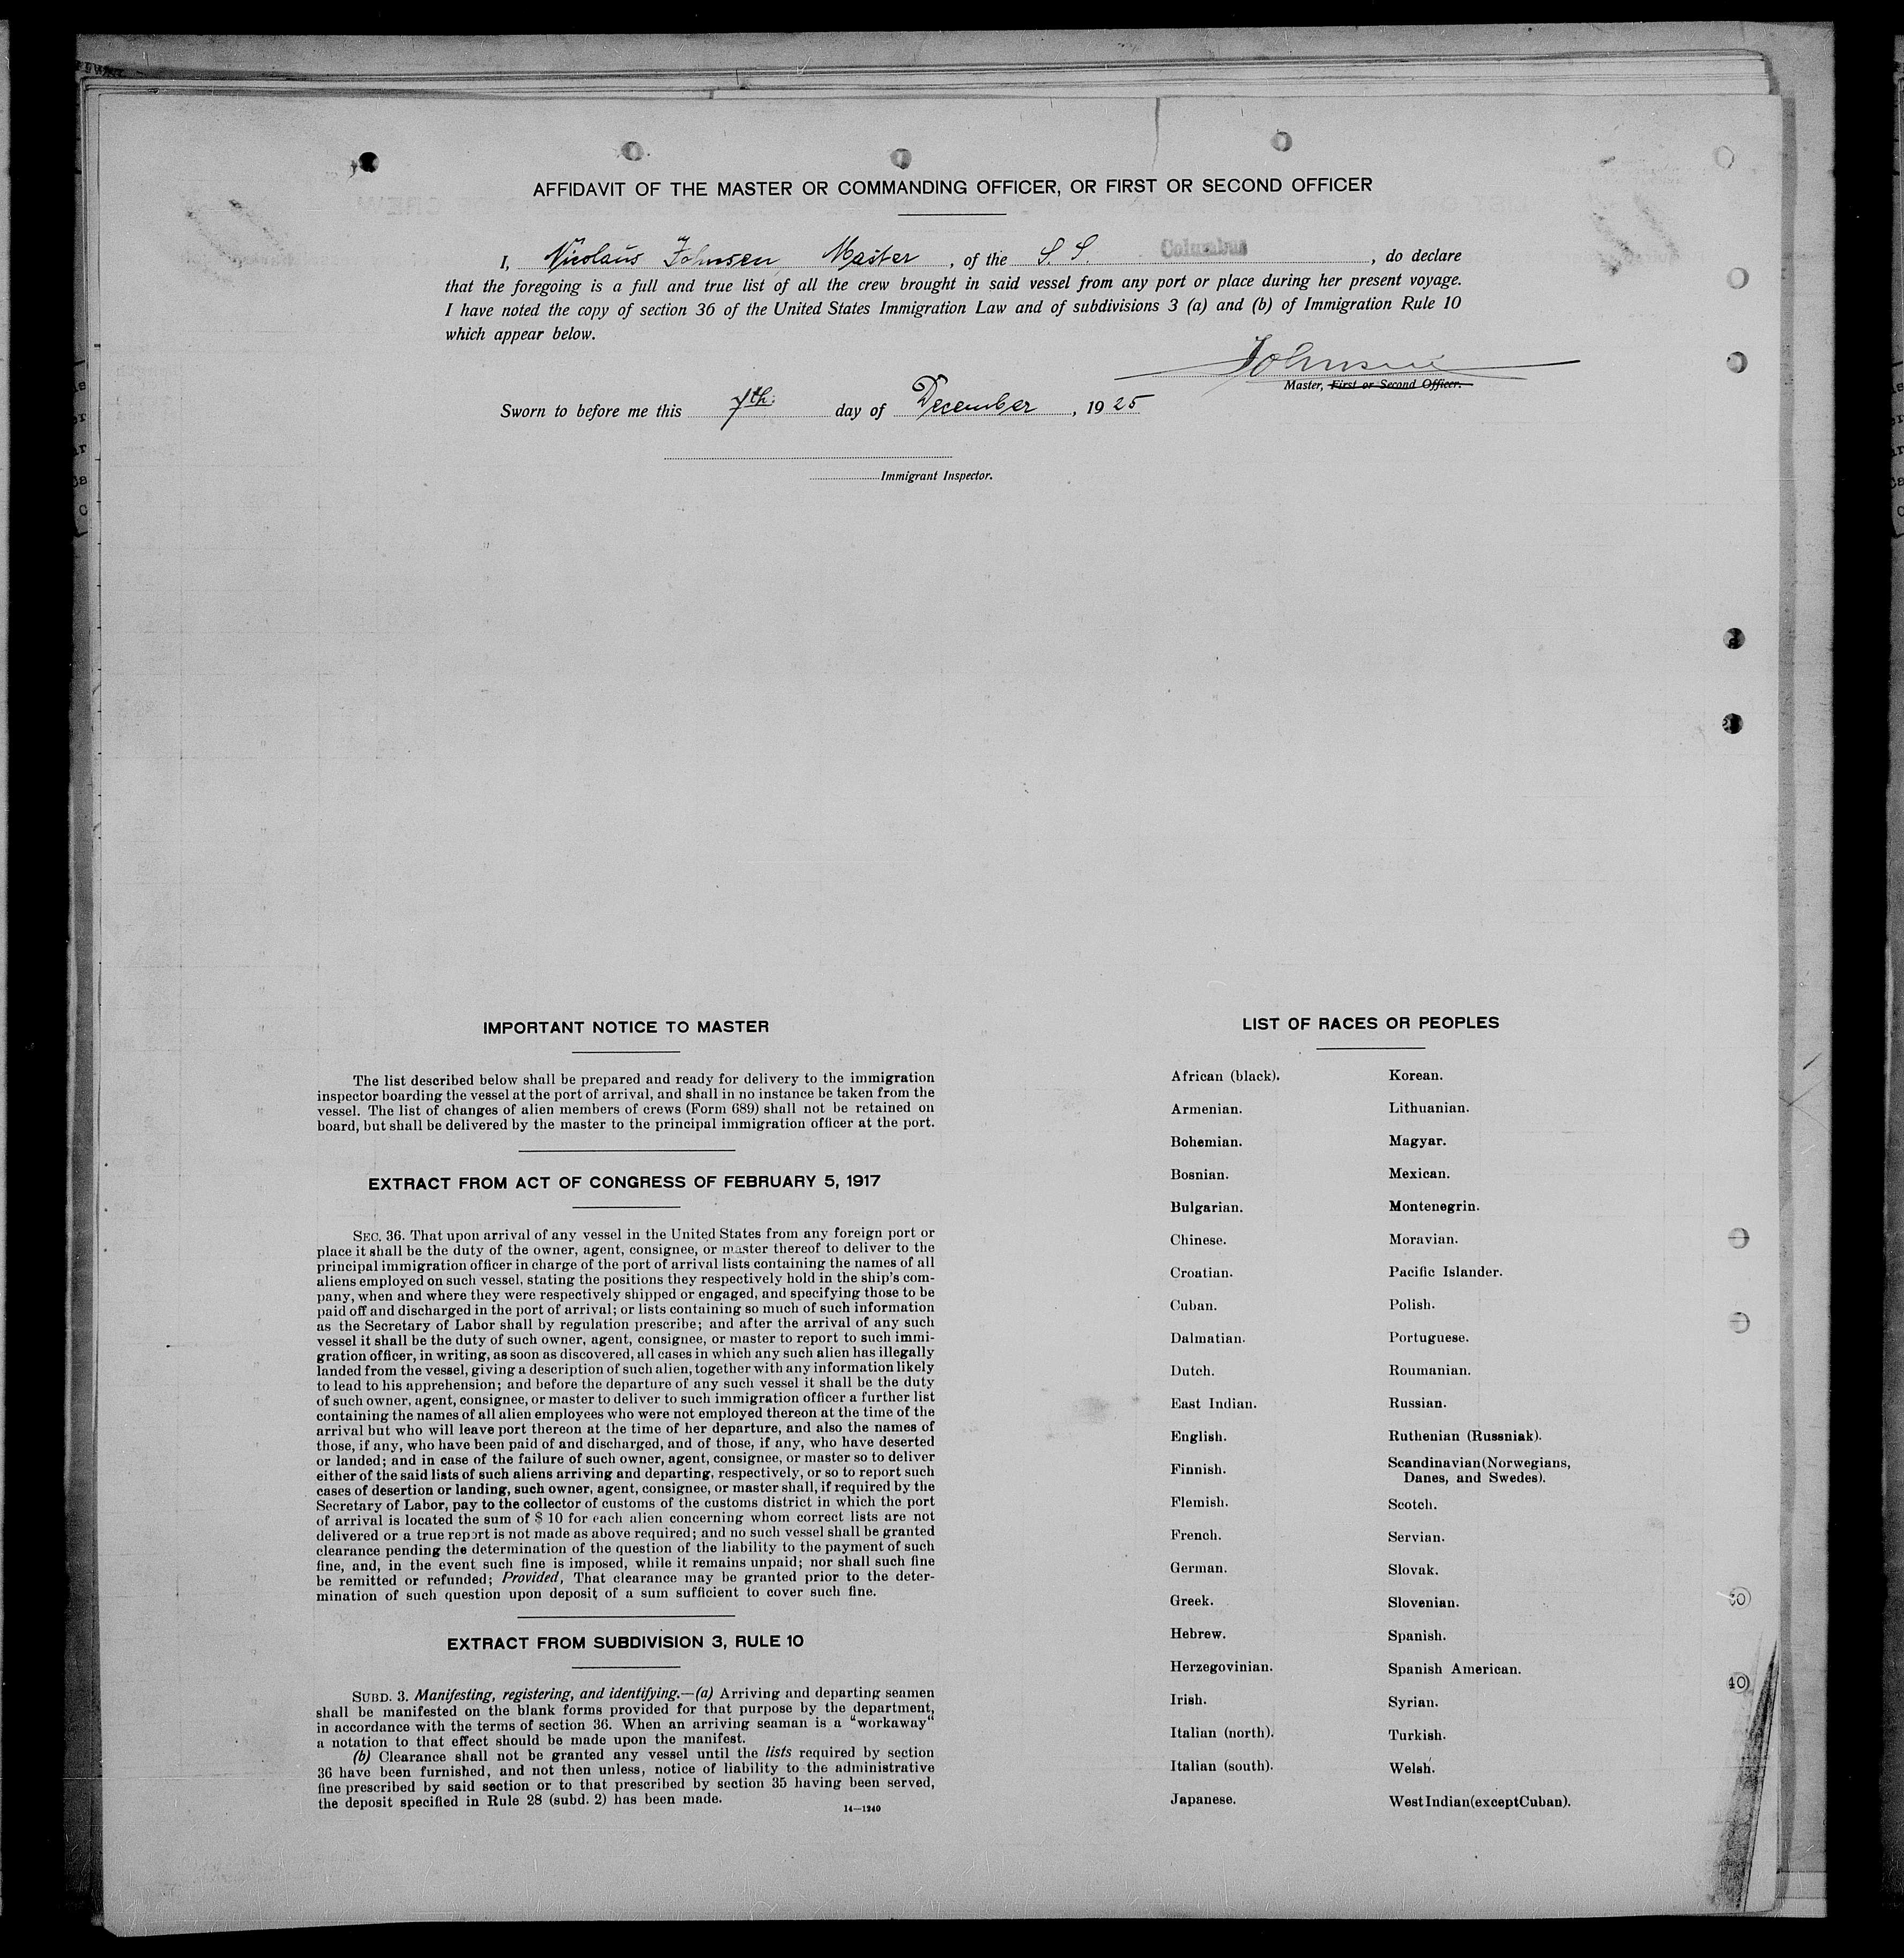 AFFIDAVIT OF THE MASTER OR COMMANDING OFFICER, OR FIRST OR SECOND OFFICER
I, Nicolaus Johnsen, Master, of the S. S. Columbus, do declare
that the foregoing is a full and true list of all the crew brought in said vessel from any port or place during her present voyage.
I have noted the copy of section 36 of the United States Immigration Law and of subdivisions 3 (a) and (b) of Immigration Rule 10
which appear below.
Johnsen
Master, First or Second Officer.
Sworn to before me this 7th. day of December, 1925
Immigrant Inspector.
IMPORTANT NOTICE TO MASTER
The list described below shall be prepared and ready for delivery to the immigration
inspector boarding the vessel at the port of arrival, and shall in no instance be taken from the
vessel. The list of changes of alien members of crews (Form 689) shall not be retained on
board, but shall be delivered by the master to the principal immigration officer at the port.
EXTRACT FROM ACT OF CONGRESS OF FEBRUARY 5, 1917
SEC. 36. That upon arrival of any vessel in the United States from any foreign port or
place it shall be the duty of the owner, agent, consignee, or master thereof to deliver to the
principal immigration officer in charge of the port of arrival lists containing the names of all
aliens employed on such vessel, stating the positions they respectively hold in the ship's com-
pany, when and where they were respectively shipped or engaged, and specifying those to be
paid off and discharged in the port of arrival; or lists containing so much of such information
as the Secretary of Labor shall by regulation prescribe; and after the arrival of any such
vessel it shall be the duty of such owner, agent, consignee, or master to report to such immi-
gration officer, in writing, as soon as discovered, all cases in which any such alien has illegally
landed from the vessel, giving a description of such alien, together with any information likely
to lead to his apprehension; and before the departure of any such vessel it shall be the duty
of such owner, agent, consignee, or master to deliver to such immigration officer a further list
containing the names of all alien employees who were not employed thereon at the time of the
arrival but who will leave port thereon at the time of her departure, and also the names of
those, if any, who have been paid of and discharged, and of those, if any, who have deserted
or landed; and in case of the failure of such owner, agent, consignee, or master so to deliver
either of the said lists of such aliens arriving and departing, respectively, or so to report such
cases of desertion or landing, such owner, agent, consignee, or master shall, if required by the
Secretary of Labor, pay to the collector of customs of the customs district in which the port
of arrival is located the sum of $ 10 for each alien concerning whom correct lists are not
delivered or a true report is not made as above required; and no such vessel shall be granted
clearance pending the determination of the question of the liability to the payment of such
fine, and, in the event such fine is imposed, while it remains unpaid; nor shall such fine
be remitted or refunded; Provided, That clearance may be granted prior to the deter-
mination of such question upon deposit of a sum sufficient to cover such fine.
EXTRACT FROM SUBDIVISION 3, RULE 10
SUBD. 3. Manifesting, registering, and identifying.—(a) Arriving and departing seamen
shall be manifested on the blank forms provided for that purpose by the department,
in accordance with the terms of section 36. When an arriving seaman is a "workaway"
a notation to that effect should be made upon the manifest.
(b) Clearance shall not be granted any vessel until the lists required by section
36 have been furnished, and not then unless, notice of liability to the administrative
fine prescribed by said section or to that prescribed by section 35 having been served,
the deposit specified in Rule 28 (subd. 2) has been made.
14—1240
LIST OF RACES OR PEOPLES
African (black).
Armenian.
Bohemian.
Bosnian.
Bulgarian.
Chinese.
Croatian.
Cuban.
Dalmatian.
Dutch.
East Indian.
English.
Finnish.
Flemish.
French.
German.
Greek.
Hebrew.
Herzegovinian.
Irish.
Italian (north).
Italian (south).
Japanese.
Korean.
Lithuanian.
Magyar.
Mexican.
Montenegrin.
Moravian.
Pacific Islander.
Polish.
Portuguese.
Roumanian.
Russian.
Ruthenian (Russniak).
Scandinavian (Norwegians,
Danes, and Swedes).
Scotch.
Servian.
Slovak.
Slovenian.
Spanish.
Spanish American.
Syrian.
Turkish.
Welsh.
West Indian (except Cuban).